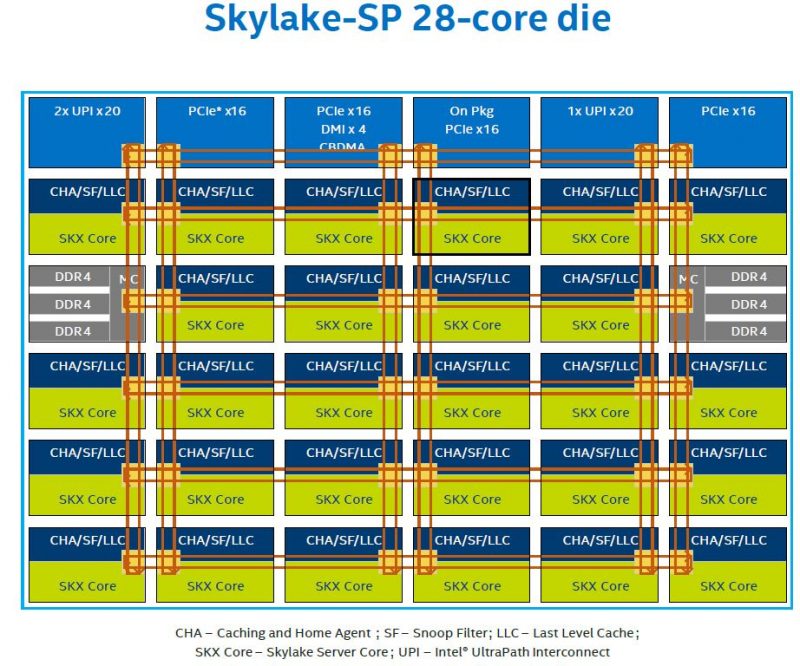 Skylake-SP 28-core die
2x UPI x20 PCIe* x16 PCIe x16 On Pkg 1x UPI x20 PCIe x16
DMI x 4 PCIe x16
CBDMA
CHA/SF/LLC CHA/SF/LLC CHA/SF/LLC CHA/SF/LLC CHA/SF/LLC CHA/SF/LLC
SKX Core SKX Core SKX Core SKX Core SKX Core SKX Core
DDR4 MC CHA/SF/LLC CHA/SF/LLC CHA/SF/LLC CHA/SF/LLC MC DDR4
DDR4 DDR4
SKX Core SKX Core SKX Core SKX Core
DDR4 DDR4
CHA/SF/LLC CHA/SF/LLC CHA/SF/LLC CHA/SF/LLC CHA/SF/LLC CHA/SF/LLC
SKX Core SKX Core SKX Core SKX Core SKX Core SKX Core
CHA/SF/LLC CHA/SF/LLC CHA/SF/LLC CHA/SF/LLC CHA/SF/LLC CHA/SF/LLC
SKX Core SKX Core SKX Core SKX Core SKX Core SKX Core
CHA/SF/LLC CHA/SF/LLC CHA/SF/LLC CHA/SF/LLC CHA/SF/LLC CHA/SF/LLC
SKX Core SKX Core SKX Core SKX Core SKX Core SKX Core
CHA – Caching and Home Agent ; SF – Snoop Filter; LLC – Last Level Cache;
SKX Core – Skylake Server Core; UPI – Intel® UltraPath Interconnect